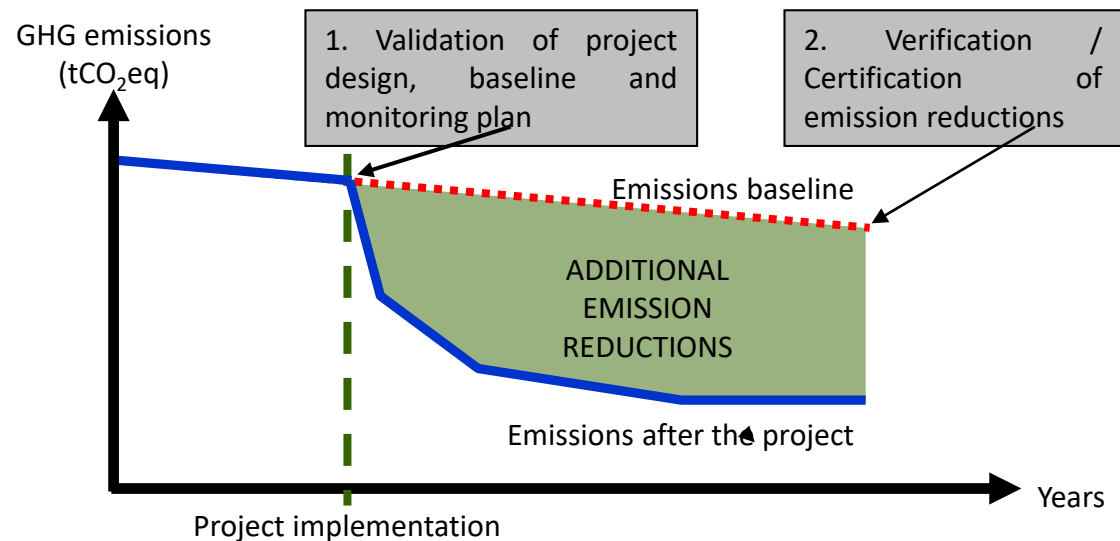 GHG emissions
(tCO₂eq)
1. Validation of project
design, baseline and
monitoring plan
2. Verification /
Certification of
emission reductions
Emissions baseline
ADDITIONAL
EMISSION
REDUCTIONS
Emissions after the project
Years
Project implementation